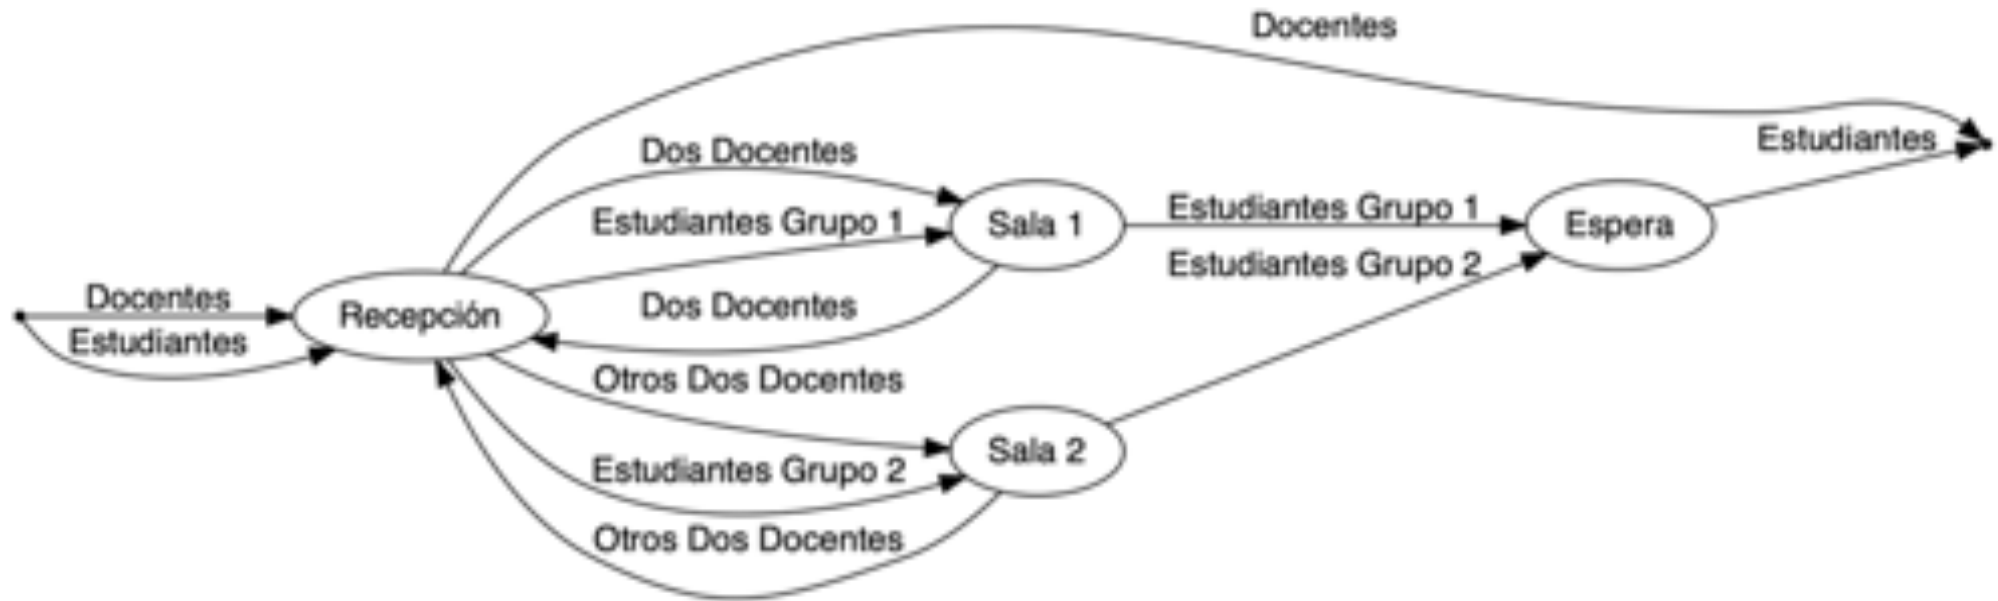 Docentes
Docentes
Estudiantes
Recepción
Dos Docentes
Estudiantes Grupo 1
Dos Docentes
Otros Dos Docentes
Estudiantes Grupo 2
Otros Dos Docentes
Sala 1
Sala 2
Estudiantes Grupo 1
Estudiantes Grupo 2
Espera
Estudiantes